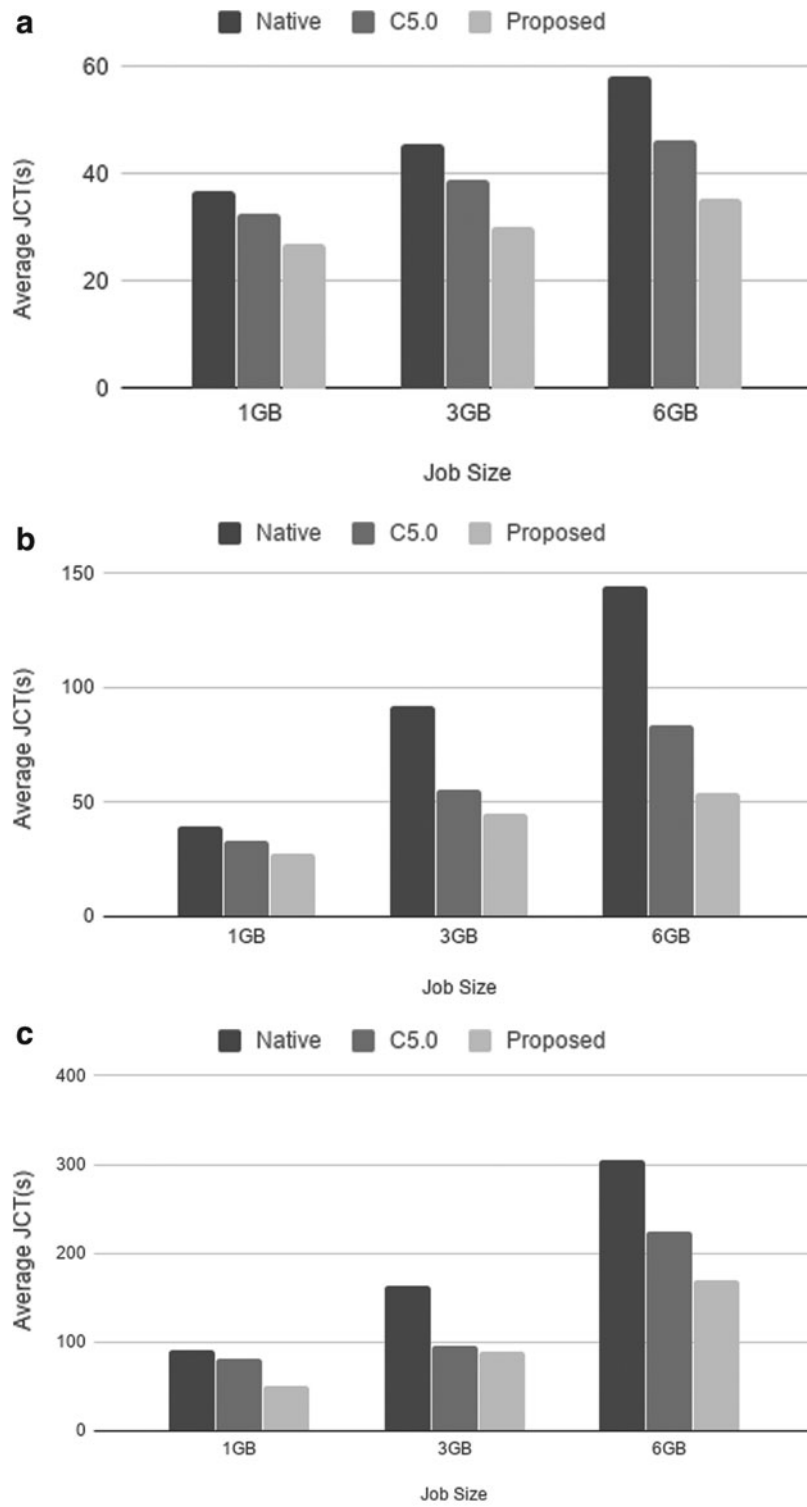 a
Native C5.0 Proposed
60
40
20
0
Average JCT(s)
1GB 3GB 6GB
Job Size
b
Native C5.0 Proposed
150
100
50
0
Average JCT(s)
1GB 3GB 6GB
Job Size
c
Native C5.0 Proposed
400
300
200
100
0
Average JCT(s)
1GB 3GB 6GB
Job Size